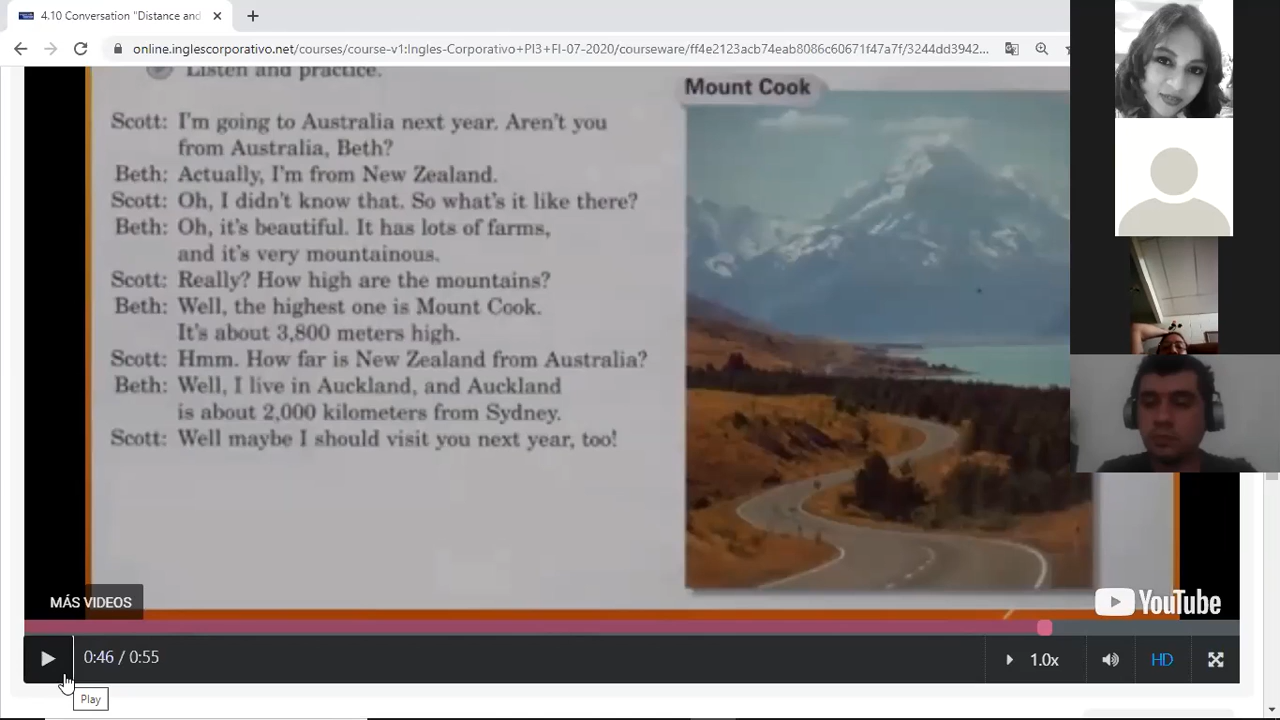 4.10 Conversation "Distance and
online.inglescorporativo.net/courses/course-v1:Ingles-Corporativo+PI3+FI-07-2020/courseware/ff4e2123acb74eab8086c60671f47a7f/3244dd3942...
Listen and practice.
Mount Cook
Scott: I'm going to Australia next year. Aren't you
from Australia, Beth?
Beth: Actually, I'm from New Zealand.
Scott: Oh, I didn't know that. So what's it like there?
Beth: Oh, it's beautiful. It has lots of farms,
and it's very mountainous.
Scott: Really? How high are the mountains?
Beth: Well, the highest one is Mount Cook.
It's about 3,800 meters high.
Scott: Hmm. How far is New Zealand from Australia?
Beth: Well, I live in Auckland, and Auckland
is about 2,000 kilometers from Sydney.
Scott: Well maybe I should visit you next year, too!
MÁS VIDEOS
YouTube
0:46 / 0:55
1.0x
HD
Play